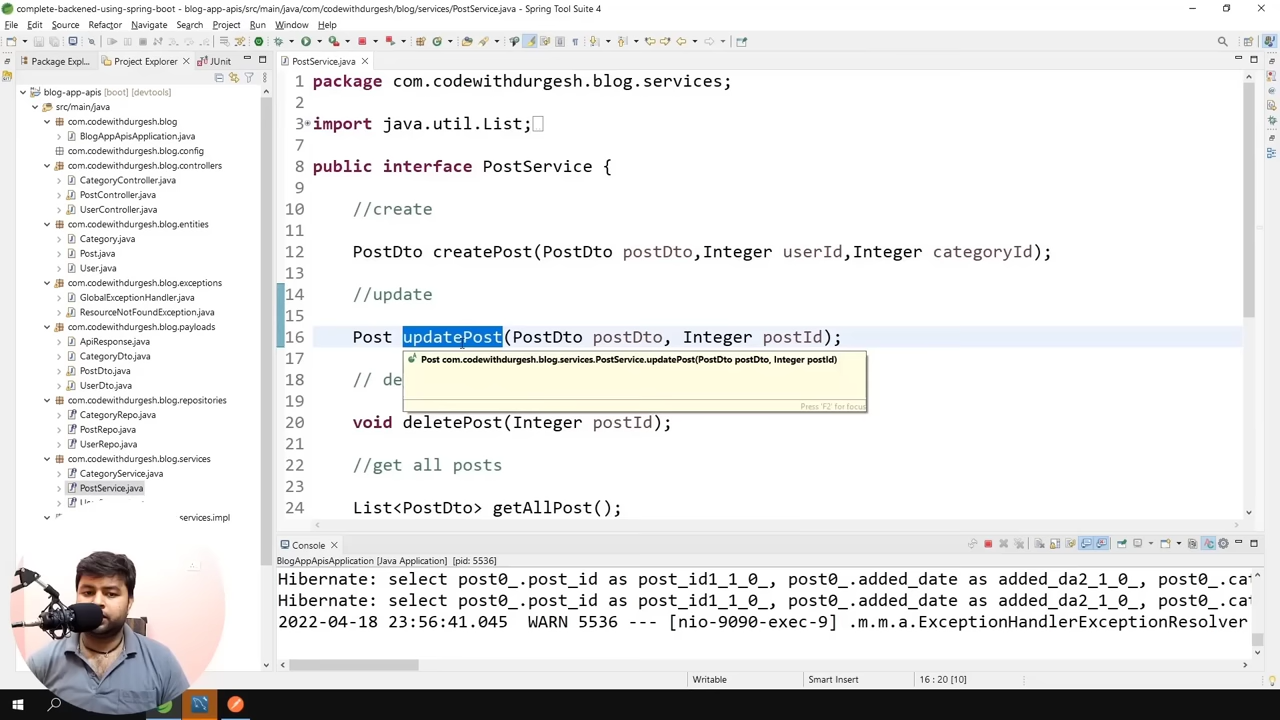 complete-backened-using-spring-boot - blog-app-apis/src/main/java/com/codewithdurgesh/blog/services/PostService.java - Spring Tool Suite 4
File Edit Source Refactor Navigate Search Project Run Window Help
Package Expl... Project Explorer JUnit
PostService.java
blog-app-apis [boot] [devtools]
src/main/java
com.codewithdurgesh.blog
BlogAppApisApplication.java
com.codewithdurgesh.blog.config
com.codewithdurgesh.blog.controllers
CategoryController.java
PostController.java
UserController.java
com.codewithdurgesh.blog.entities
Category.java
Post.java
User.java
com.codewithdurgesh.blog.exceptions
GlobalExceptionHandler.java
ResourceNotFoundException.java
com.codewithdurgesh.blog.payloads
ApiResponse.java
CategoryDto.java
PostDto.java
UserDto.java
com.codewithdurgesh.blog.repositories
CategoryRepo.java
PostRepo.java
UserRepo.java
com.codewithdurgesh.blog.services
CategoryService.java
PostService.java
services.impl
1 package com.codewithdurgesh.blog.services;
2
3 import java.util.List;
7
8 public interface PostService {
9
10 //create
11
12 PostDto createPost(PostDto postDto,Integer userId,Integer categoryId);
13
14 //update
15
16 Post updatePost(PostDto postDto, Integer postId);
17
Post com.codewithdurgesh.blog.services.PostService.updatePost(PostDto postDto, Integer postId)
18 // de
Press 'F2' for focus
19
20 void deletePost(Integer postId);
21
22 //get all posts
23
24 List<PostDto> getAllPost();
Console
BlogAppApisApplication [Java Application] [pid: 5536]
Hibernate: select post0_.post_id as post_id1_1_0_, post0_.added_date as added_da2_1_0_, post0_.cat
Hibernate: select post0_.post_id as post_id1_1_0_, post0_.added_date as added_da2_1_0_, post0_.cat
2022-04-18 23:56:41.045 WARN 5536 --- [nio-9090-exec-9] .m.m.a.ExceptionHandlerExceptionResolver
Writable Smart Insert 16 : 20 [10]